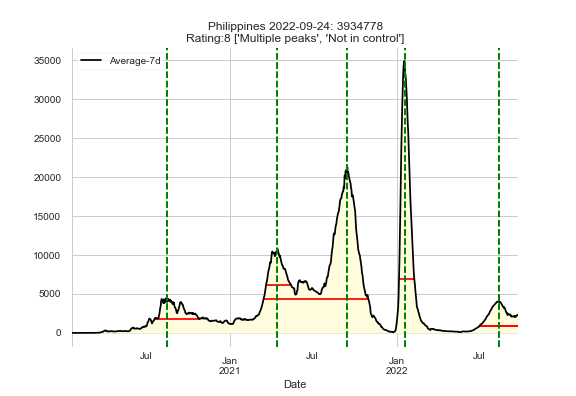 Philippines 2022-09-24: 3934778
Rating:8 ['Multiple peaks', 'Not in control']
Average-7d
35000
30000
25000
20000
15000
10000
5000
0
Jul
Jan
2021
Jul
Jan
2022
Jul
Date